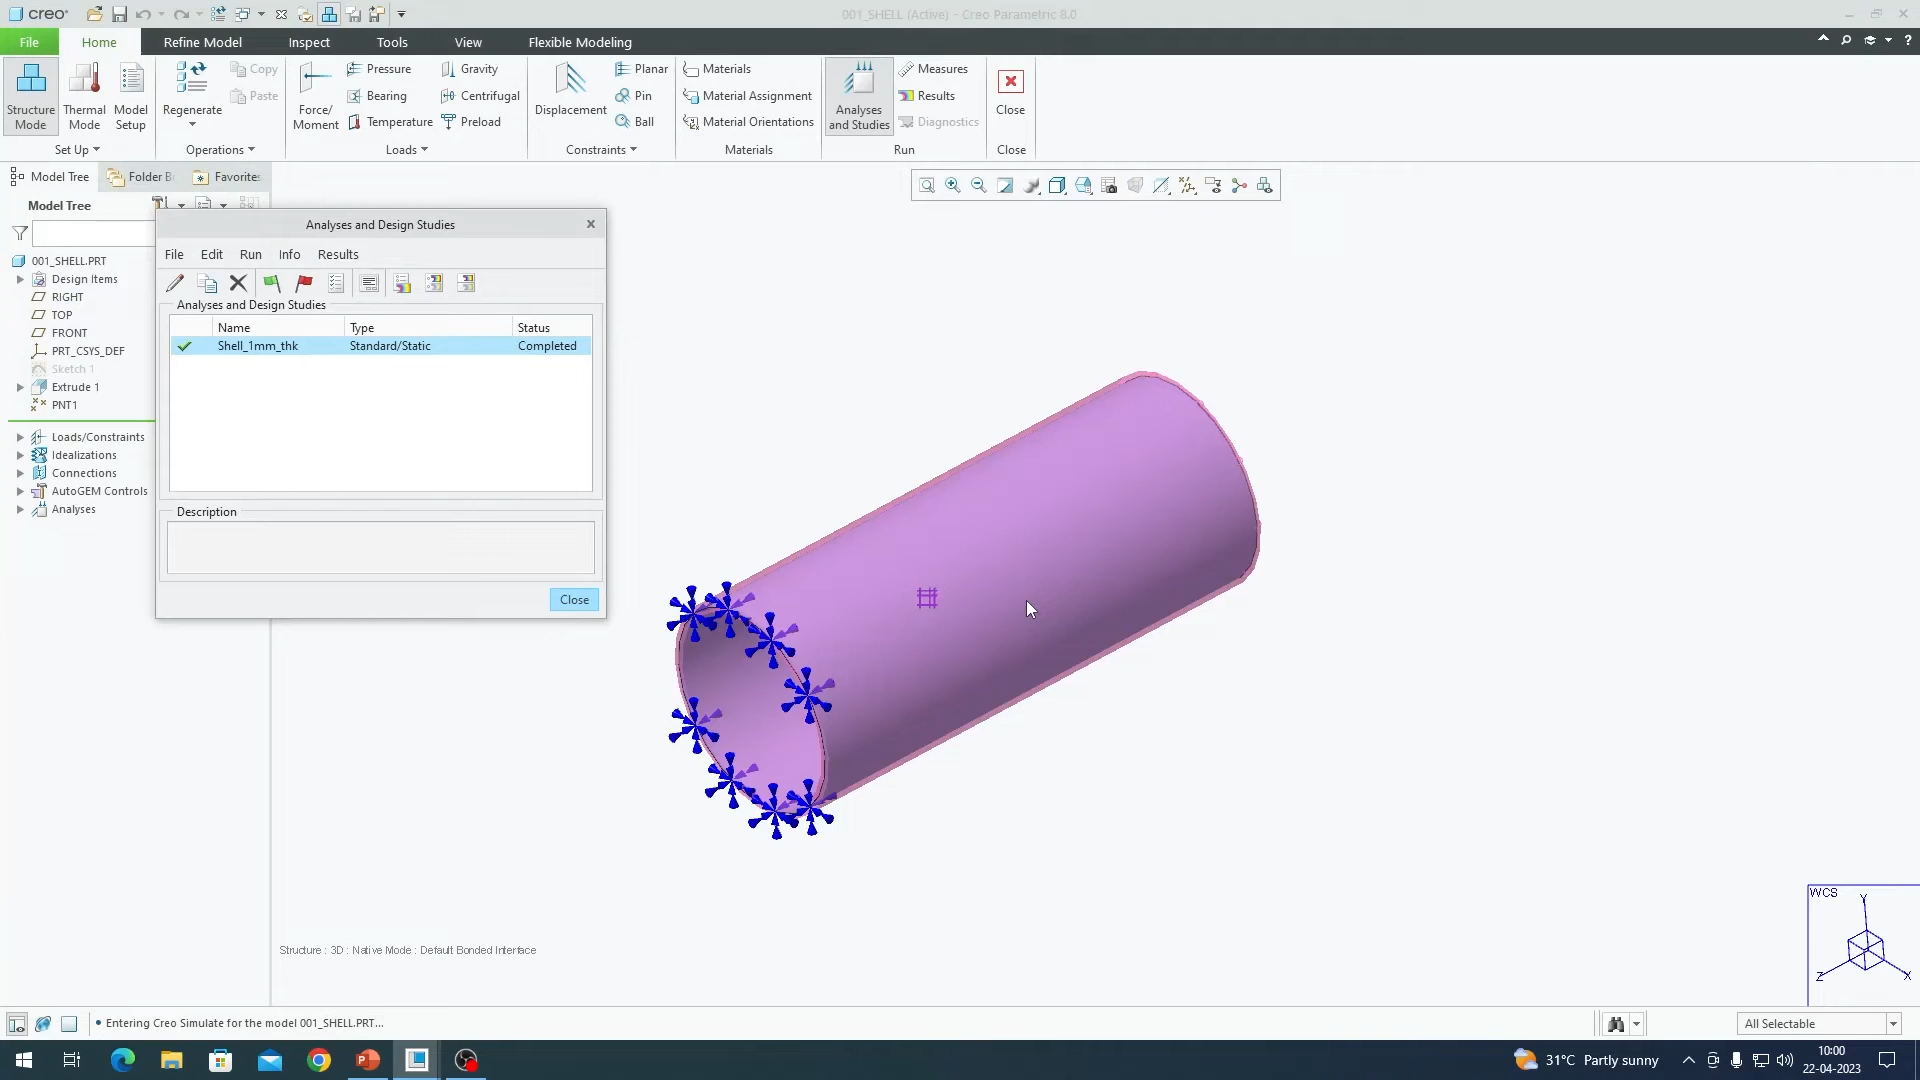 creo
001_SHELL (Active) - Creo Parametric 8.0
File Home Refine Model Inspect Tools View Flexible Modeling
Structure Mode
Thermal Mode
Model Setup
Set Up
Regenerate
Copy
Paste
Operations
Force/ Moment
Pressure
Bearing
Temperature
Gravity
Centrifugal
Preload
Loads
Displacement
Planar
Pin
Ball
Constraints
Materials
Material Assignment
Material Orientations
Materials
Analyses and Studies
Measures
Results
Diagnostics
Run
Close
Close
Model Tree Folder B Favorites
Model Tree
001_SHELL.PRT
Design Items
RIGHT
TOP
FRONT
PRT_CSYS_DEF
Sketch 1
Extrude 1
PNT1
Loads/Constraints
Idealizations
Connections
AutoGEM Controls
Analyses
Analyses and Design Studies
File Edit Run Info Results
Analyses and Design Studies
Name Type Status
Shell_1mm_thk Standard/Static Completed
Description
Close
WCS
Y
Z X
Structure : 3D : Native Mode : Default Bonded Interface
Entering Creo Simulate for the model 001_SHELL.PRT...
All Selectable
31°C Partly sunny
10:00
22-04-2023